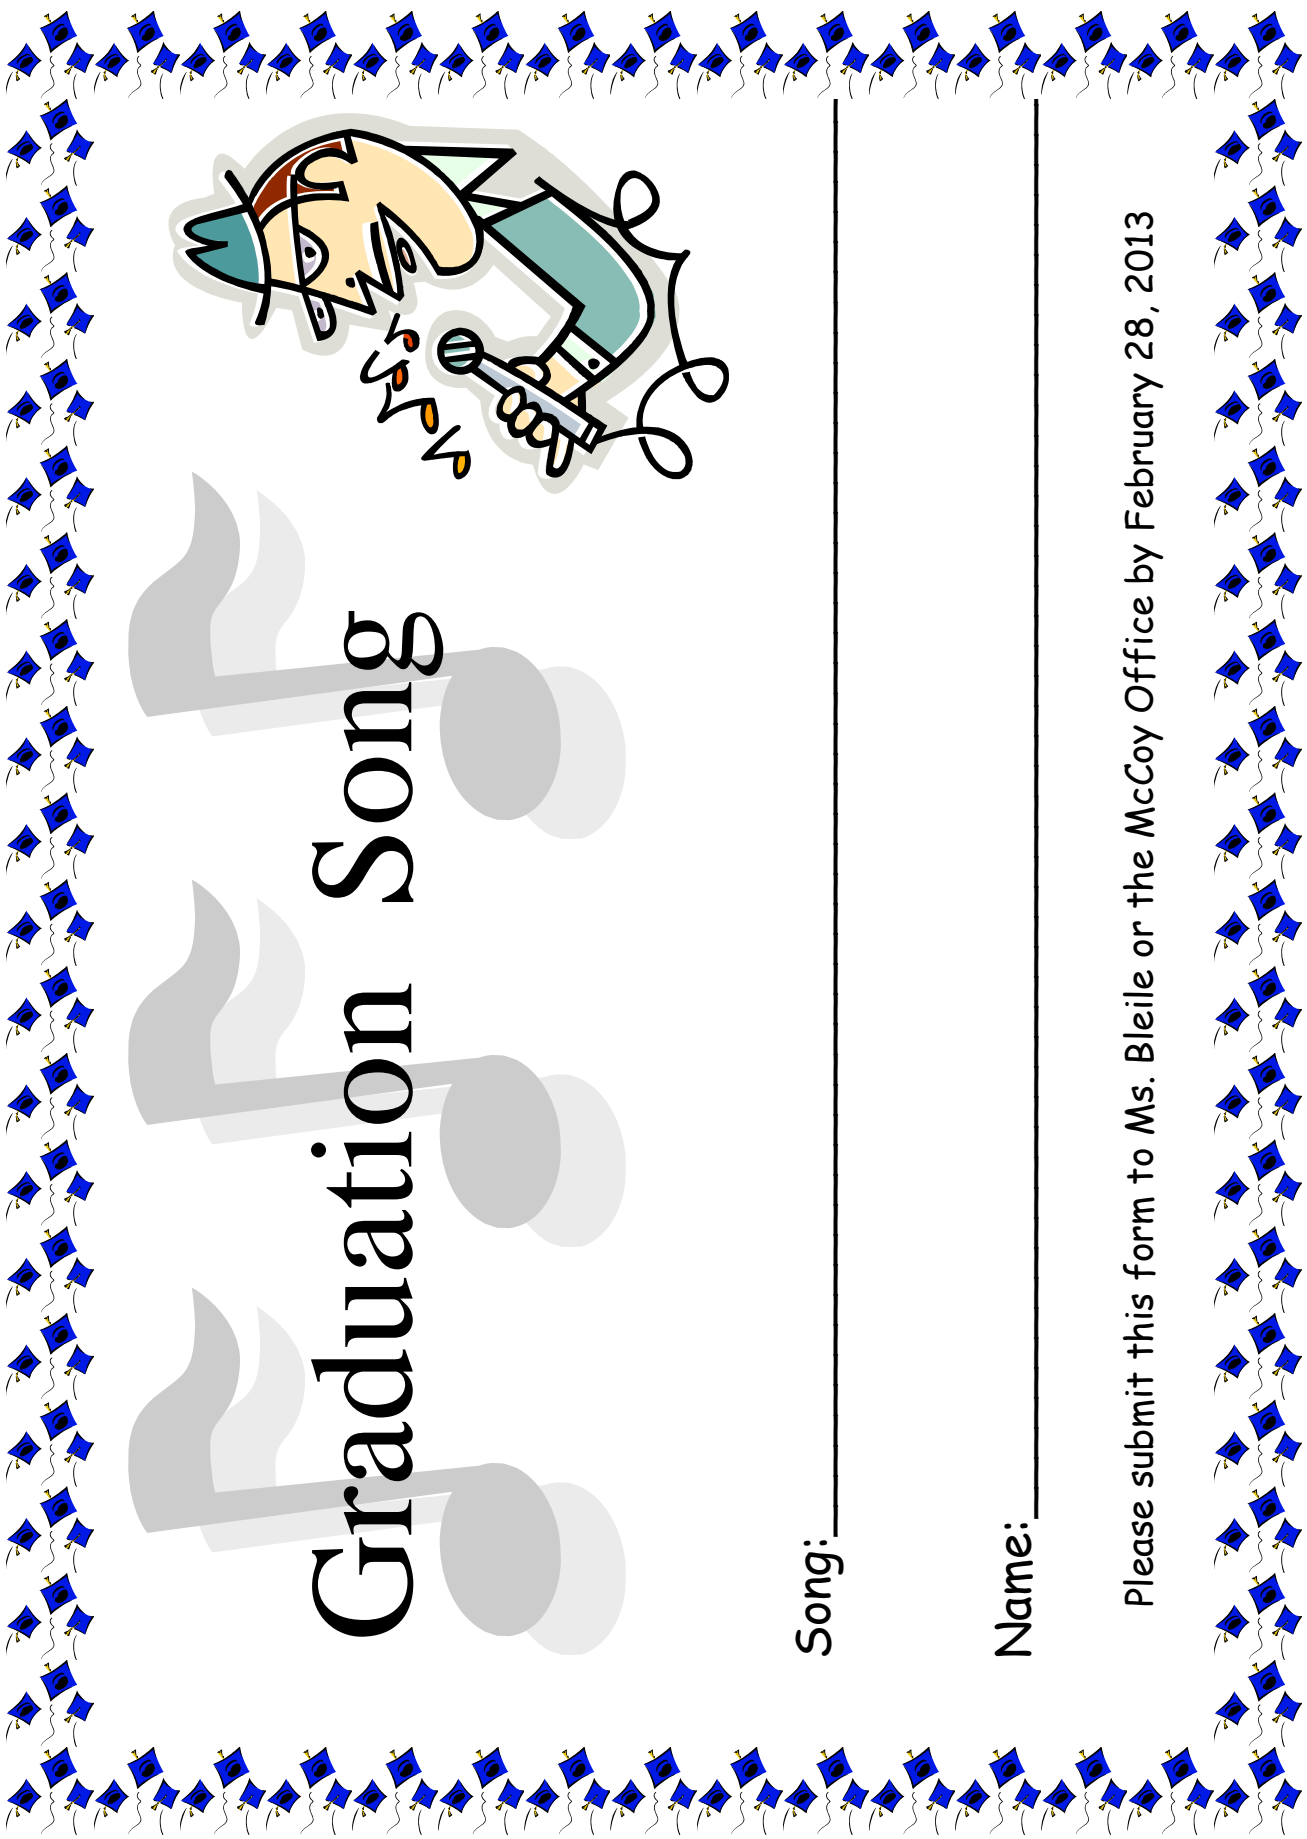 Graduation Song
Song:
Name:
Please submit this form to Ms. Bleile or the McCoy Office by February 28, 2013